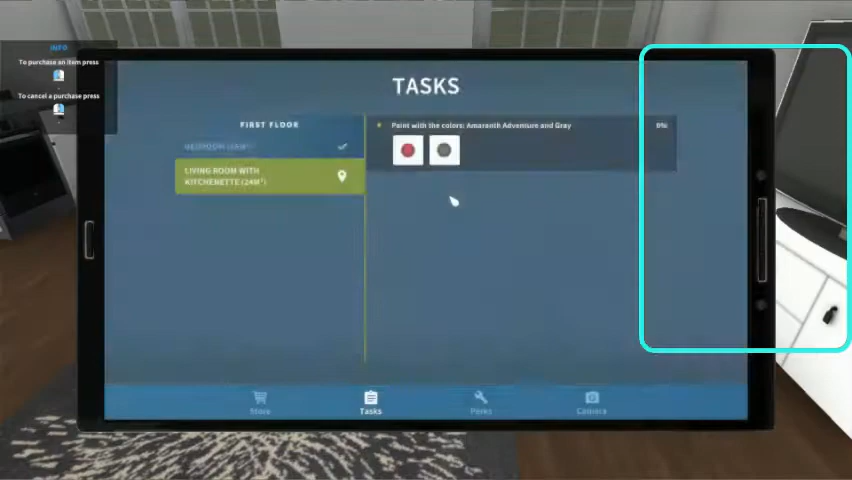 INFO
To purchase an item press
To cancel a purchase press
TASKS
FIRST FLOOR
LIVING ROOM WITH
KITCHENETTE (24M²)
Paint with the colors: Amaranth Adventure and Gray
0%
Store
Tasks
Perks
Camera